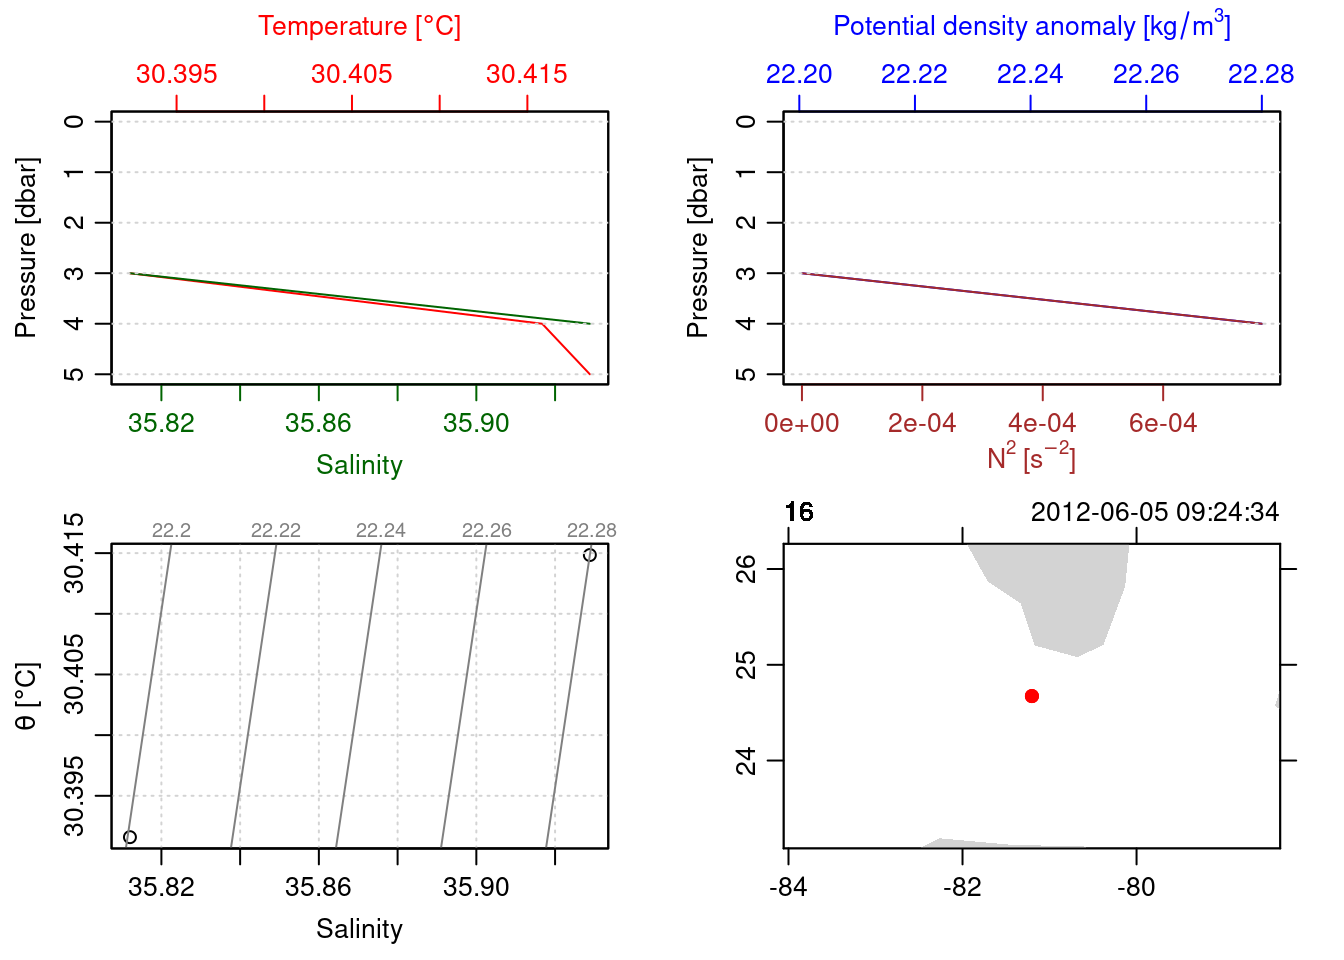 Temperature [°C]
30.395 30.405 30.415
Pressure [dbar]
0
1
2
3
4
5
35.82 35.86 35.90
Salinity
Potential density anomaly [kg/m³]
22.20 22.22 22.24 22.26 22.28
Pressure [dbar]
0
1
2
3
4
5
0e+00 2e-04 4e-04 6e-04
N² [s⁻²]
22.2 22.22 22.24 22.26 22.28
θ [°C]
30.415
30.405
30.395
35.82 35.86 35.90
Salinity
16 2012-06-05 09:24:34
26
25
24
-84 -82 -80